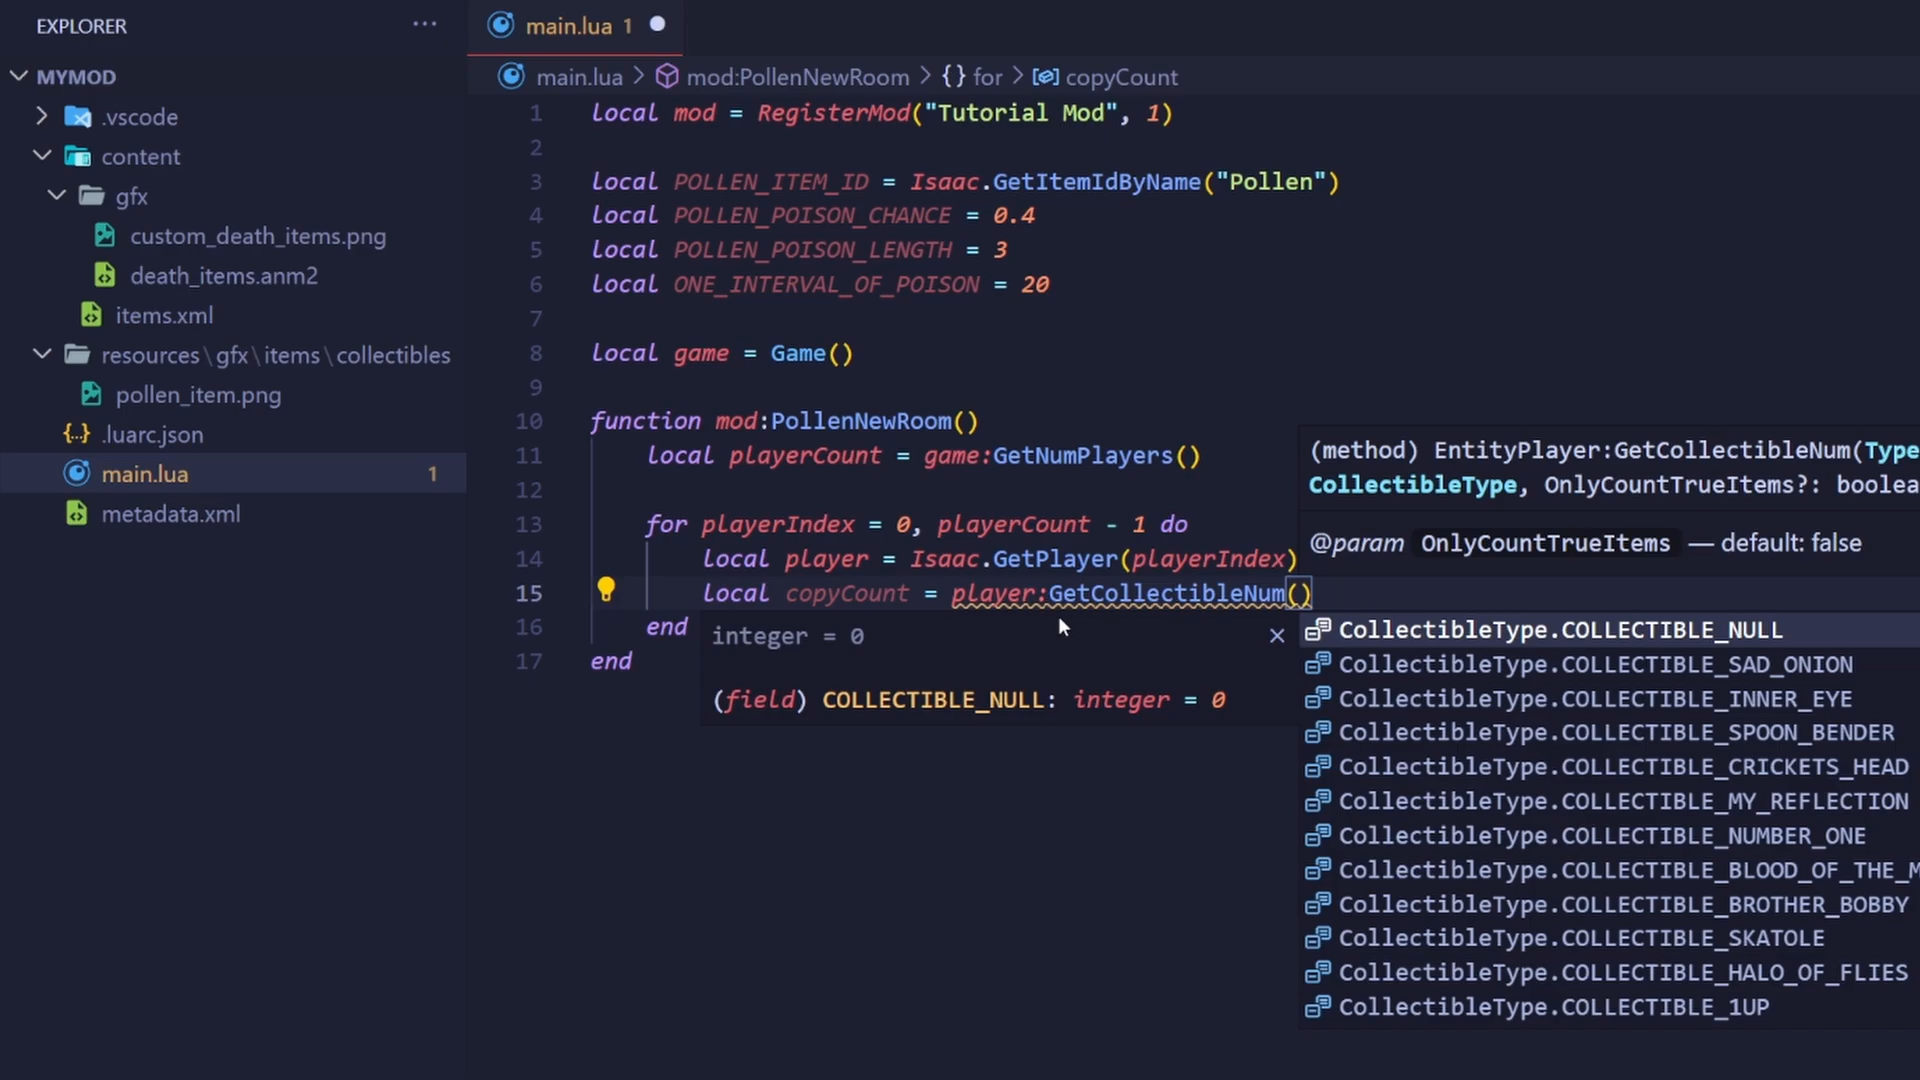 EXPLORER ...
MYMOD
.vscode
content
gfx
custom_death_items.png
death_items.anm2
items.xml
resources\gfx\items\collectibles
pollen_item.png
{..} .luarc.json
main.lua 1
metadata.xml
main.lua 1
main.lua > mod:PollenNewRoom > {} for > copyCount
1 local mod = RegisterMod("Tutorial Mod", 1)
2
3 local POLLEN_ITEM_ID = Isaac.GetItemIdByName("Pollen")
4 local POLLEN_POISON_CHANCE = 0.4
5 local POLLEN_POISON_LENGTH = 3
6 local ONE_INTERVAL_OF_POISON = 20
7
8 local game = Game()
9
10 function mod:PollenNewRoom()
11 local playerCount = game:GetNumPlayers()
12
13 for playerIndex = 0, playerCount - 1 do
14 local player = Isaac.GetPlayer(playerIndex)
15 local copyCount = player:GetCollectibleNum()
16 end
17 end
(method) EntityPlayer:GetCollectibleNum(Type
CollectibleType, OnlyCountTrueItems?: boolea
@param OnlyCountTrueItems — default: false
integer = 0
(field) COLLECTIBLE_NULL: integer = 0
CollectibleType.COLLECTIBLE_NULL
CollectibleType.COLLECTIBLE_SAD_ONION
CollectibleType.COLLECTIBLE_INNER_EYE
CollectibleType.COLLECTIBLE_SPOON_BENDER
CollectibleType.COLLECTIBLE_CRICKETS_HEAD
CollectibleType.COLLECTIBLE_MY_REFLECTION
CollectibleType.COLLECTIBLE_NUMBER_ONE
CollectibleType.COLLECTIBLE_BLOOD_OF_THE_M
CollectibleType.COLLECTIBLE_BROTHER_BOBBY
CollectibleType.COLLECTIBLE_SKATOLE
CollectibleType.COLLECTIBLE_HALO_OF_FLIES
CollectibleType.COLLECTIBLE_1UP